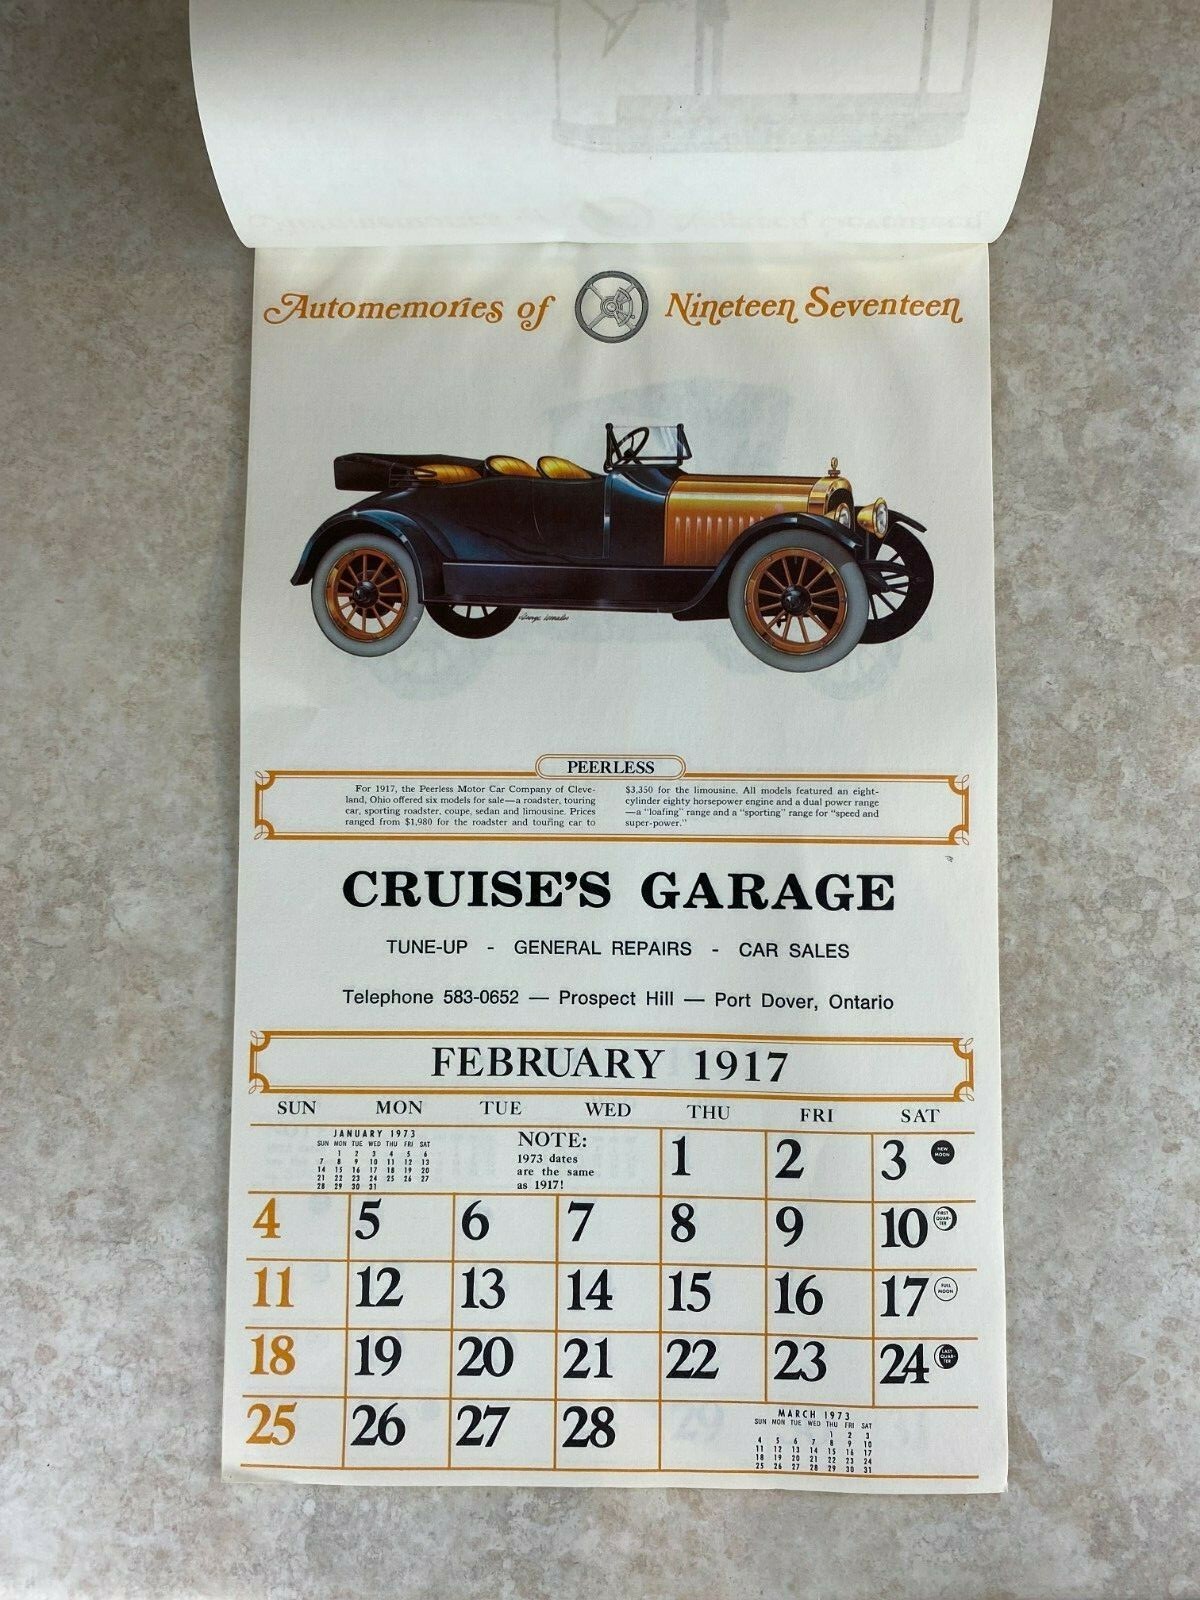 Automemories of Nineteen Seventeen
PEERLESS
For 1917, the Peerless Motor Car Company of Cleve-
land, Ohio offered six models for sale—a roadster, touring
car, sporting roadster, coupe, sedan and limousine. Prices
ranged from $1,980 for the roadster and touring car to
$3,350 for the limousine. All models featured an eight-
cylinder eighty horsepower engine and a dual power range
—a "loafing" range and a "sporting" range for "speed and
super-power."
CRUISE'S GARAGE
TUNE-UP - GENERAL REPAIRS - CAR SALES
Telephone 583-0652 — Prospect Hill — Port Dover, Ontario
FEBRUARY 1917
SUN MON TUE WED THU FRI SAT
JANUARY 1973
SUN MON TUE WED THU FRI SAT
1 2 3 4 5 6
7 8 9 10 11 12 13
14 15 16 17 18 19 20
21 22 23 24 25 26 27
28 29 30 31
NOTE:
1973 dates
are the same
as 1917!
1 2 3 NEW MOON
4 5 6 7 8 9 10 FIRST QUAR-TER
11 12 13 14 15 16 17 FULL MOON
18 19 20 21 22 23 24 LAST QUAR-TER
25 26 27 28
MARCH 1973
SUN MON TUE WED THU FRI SAT
1 2 3
4 5 6 7 8 9 10
11 12 13 14 15 16 17
18 19 20 21 22 23 24
25 26 27 28 29 30 31